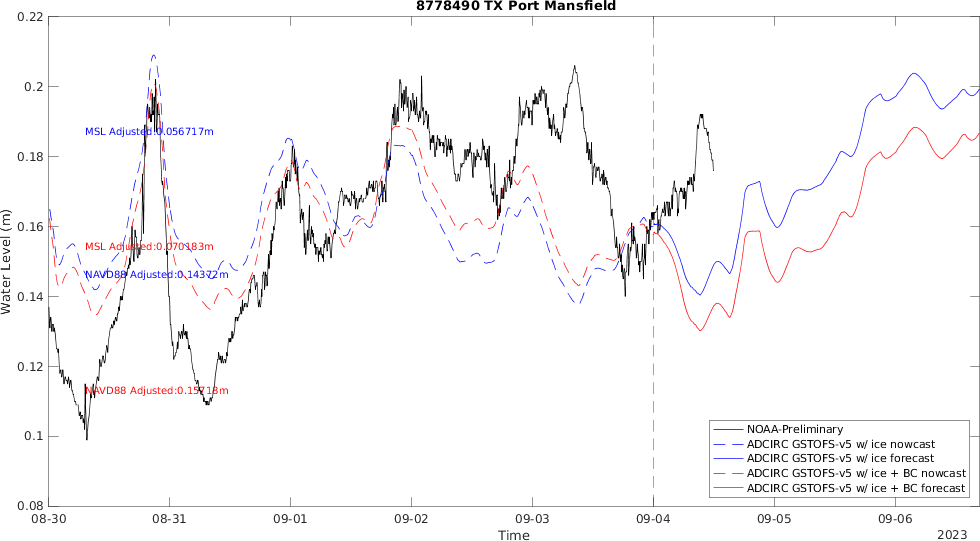 8778490 TX Port Mansfield
0.22
0.2
0.18
0.16
0.14
0.12
0.1
0.08
Water Level (m)
MSL Adjusted:0.056717m
MSL Adjusted:0.070183m
NAVD88 Adjusted:0.14372m
NAVD88 Adjusted:0.15718m
NOAA-Preliminary
ADCIRC GSTOFS-v5 w/ ice nowcast
ADCIRC GSTOFS-v5 w/ ice forecast
ADCIRC GSTOFS-v5 w/ ice + BC nowcast
ADCIRC GSTOFS-v5 w/ ice + BC forecast
08-30 08-31 09-01 09-02 09-03 09-04 09-05 09-06
Time
2023